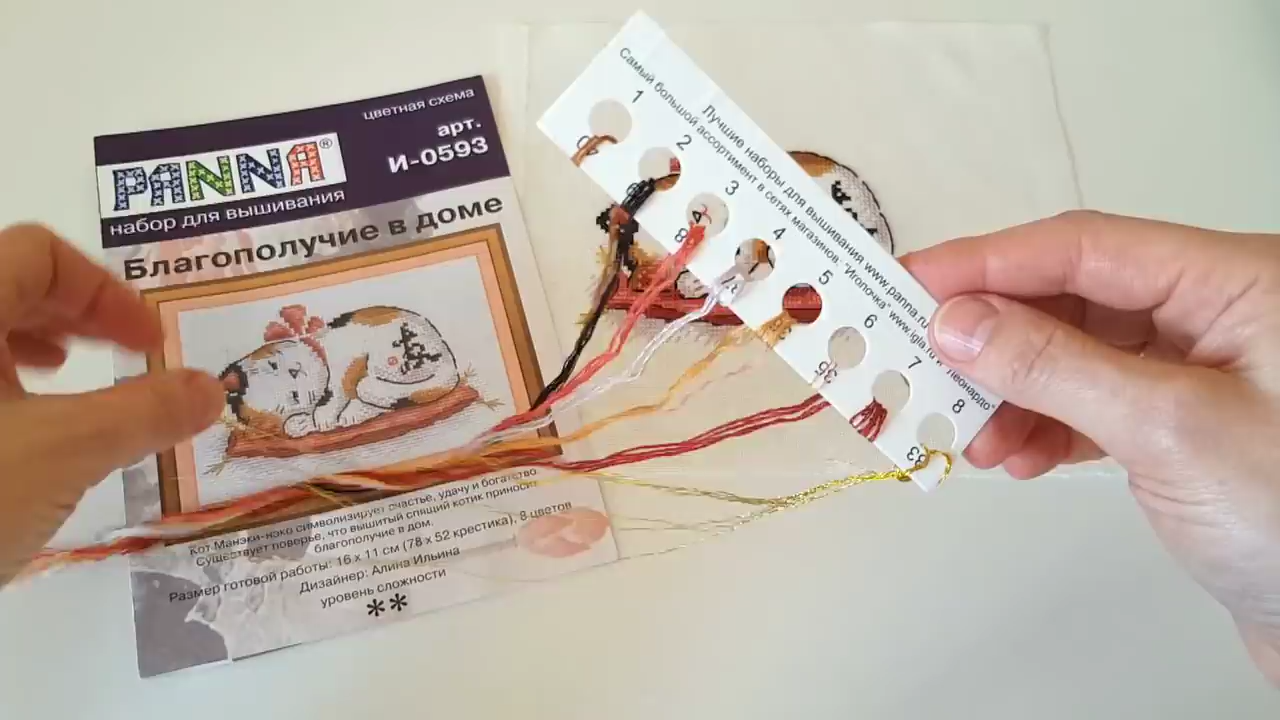 цветная схема
арт.
И-0593
PANNA®
набор для вышивания
Благополучие в доме
Кот Манэки-нэко символизирует счастье, удачу и богатство
Существует поверье, что вышитый спящий котик приносит
благополучие в дом.
Размер готовой работы: 16 х 11 см (78 х 52 крестика), 8 цветов
Дизайнер: Алина Ильина
уровень сложности
**
Лучшие наборы для вышивания www.panna.ru
Самый большой ассортимент в сетях магазинов: "Иголочка" www.igla.ru Леонардо"
1
2
3
4
5
6
7
8